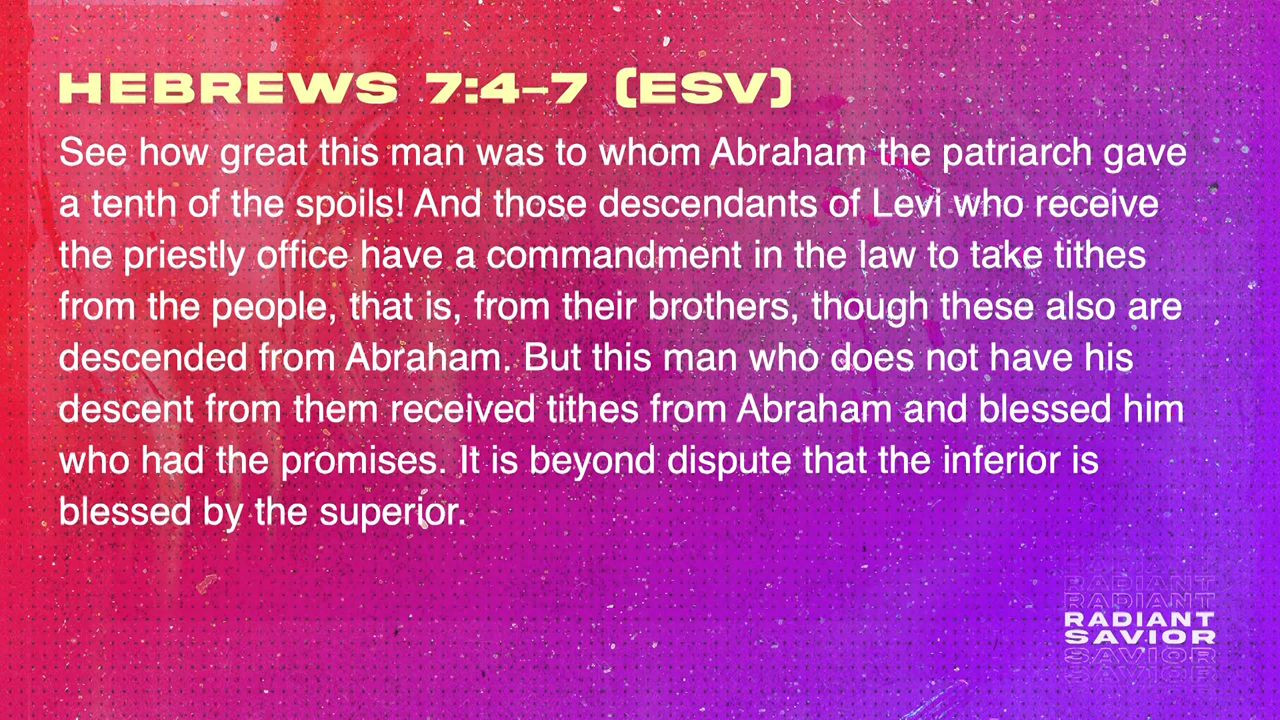 HEBREWS 7:4–7 (ESV)
See how great this man was to whom Abraham the patriarch gave
a tenth of the spoils! And those descendants of Levi who receive
the priestly office have a commandment in the law to take tithes
from the people, that is, from their brothers, though these also are
descended from Abraham. But this man who does not have his
descent from them received tithes from Abraham and blessed him
who had the promises. It is beyond dispute that the inferior is
blessed by the superior.
RADIANT
RADIANT
RADIANT
SAVIOR
SAVIOR
SAVIOR